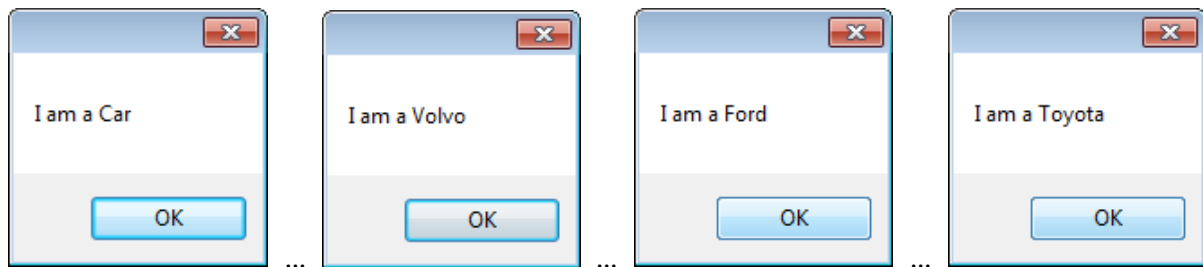 I am a Car
I am a Volvo
I am a Ford
I am a Toyota
OK
OK
OK
OK
... ... ...